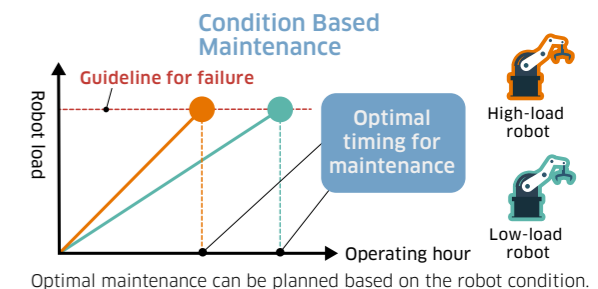 Condition Based
Maintenance
Guideline for failure
Robot load
Optimal
timing for
maintenance
High-load
robot
Low-load
robot
Operating hour
Optimal maintenance can be planned based on the robot condition.